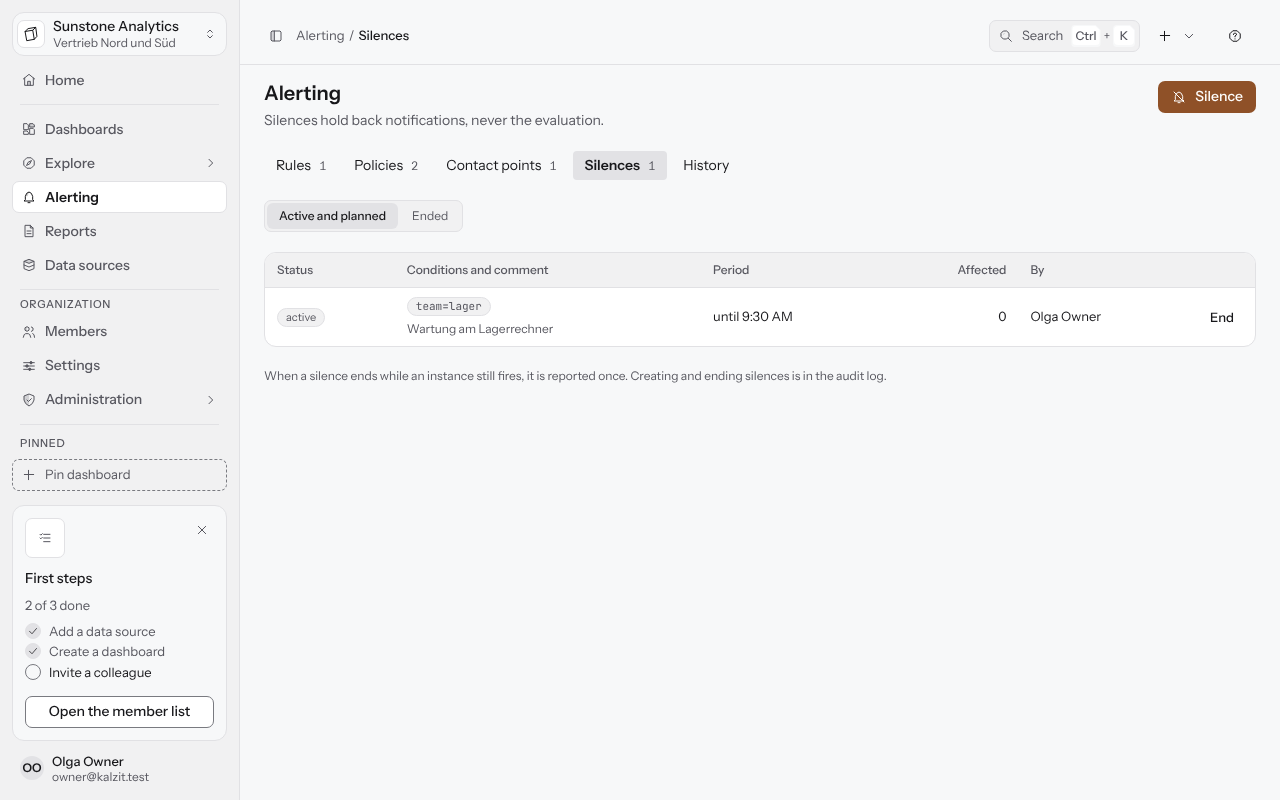 Sunstone Analytics
Vertrieb Nord und Süd
Home
Dashboards
Explore
Alerting
Reports
Data sources
ORGANIZATION
Members
Settings
Administration
PINNED
Pin dashboard
First steps
2 of 3 done
Add a data source
Create a dashboard
Invite a colleague
Open the member list
OO
Olga Owner
owner@kalzit.test
Alerting / Silences
Search Ctrl + K
Alerting
Silence
Silences hold back notifications, never the evaluation.
Rules 1 Policies 2 Contact points 1 Silences 1 History
Active and planned Ended
Status Conditions and comment Period Affected By
active team=lager until 9:30 AM 0 Olga Owner End
Wartung am Lagerrechner
When a silence ends while an instance still fires, it is reported once. Creating and ending silences is in the audit log.